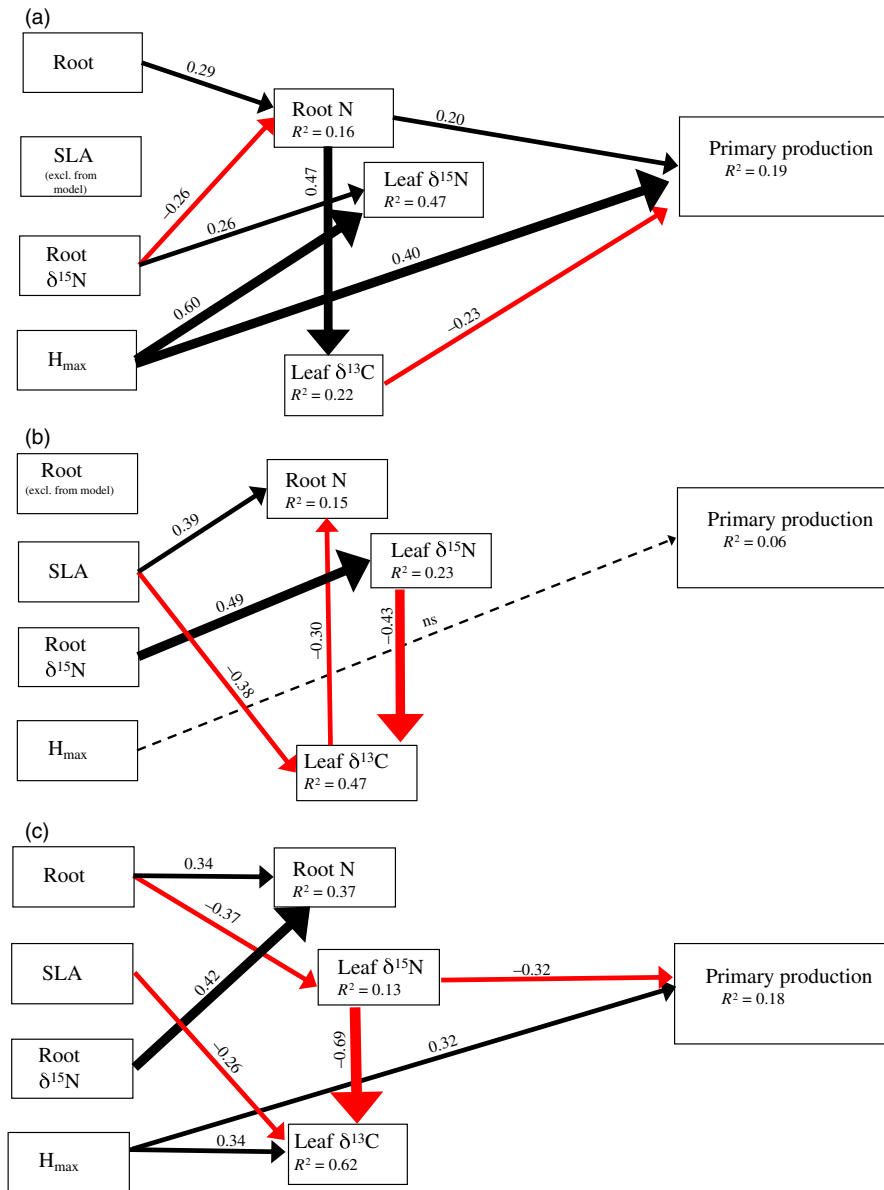 (a)
Root
0.29
Root N
R² = 0.16
0.20
Primary production
R² = 0.19
SLA
(excl. from
model)
−0.26
0.47
Leaf δ¹⁵N
R² = 0.47
Root
δ¹⁵N
0.26
0.60
0.40
−0.23
Hmax
Leaf δ¹³C
R² = 0.22
(b)
Root
(excl. from model)
Root N
R² = 0.15
0.39
Primary production
R² = 0.06
SLA
Leaf δ¹⁵N
R² = 0.23
0.49
−0.30
−0.43
ns
Root
δ¹⁵N
−0.38
Hmax
Leaf δ¹³C
R² = 0.47
(c)
Root
0.34
Root N
R² = 0.37
−0.37
SLA
0.42
Leaf δ¹⁵N
R² = 0.13
−0.32
Primary production
R² = 0.18
Root
δ¹⁵N
−0.26
−0.69
0.32
Hmax
0.34
Leaf δ¹³C
R² = 0.62